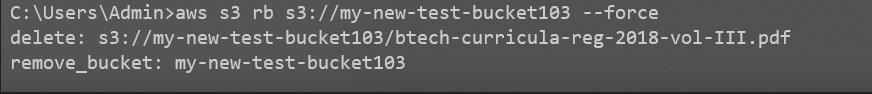 C:\Users\Admin>aws s3 rb s3://my-new-test-bucket103 --force
delete: s3://my-new-test-bucket103/btech-curricula-reg-2018-vol-III.pdf
remove_bucket: my-new-test-bucket103